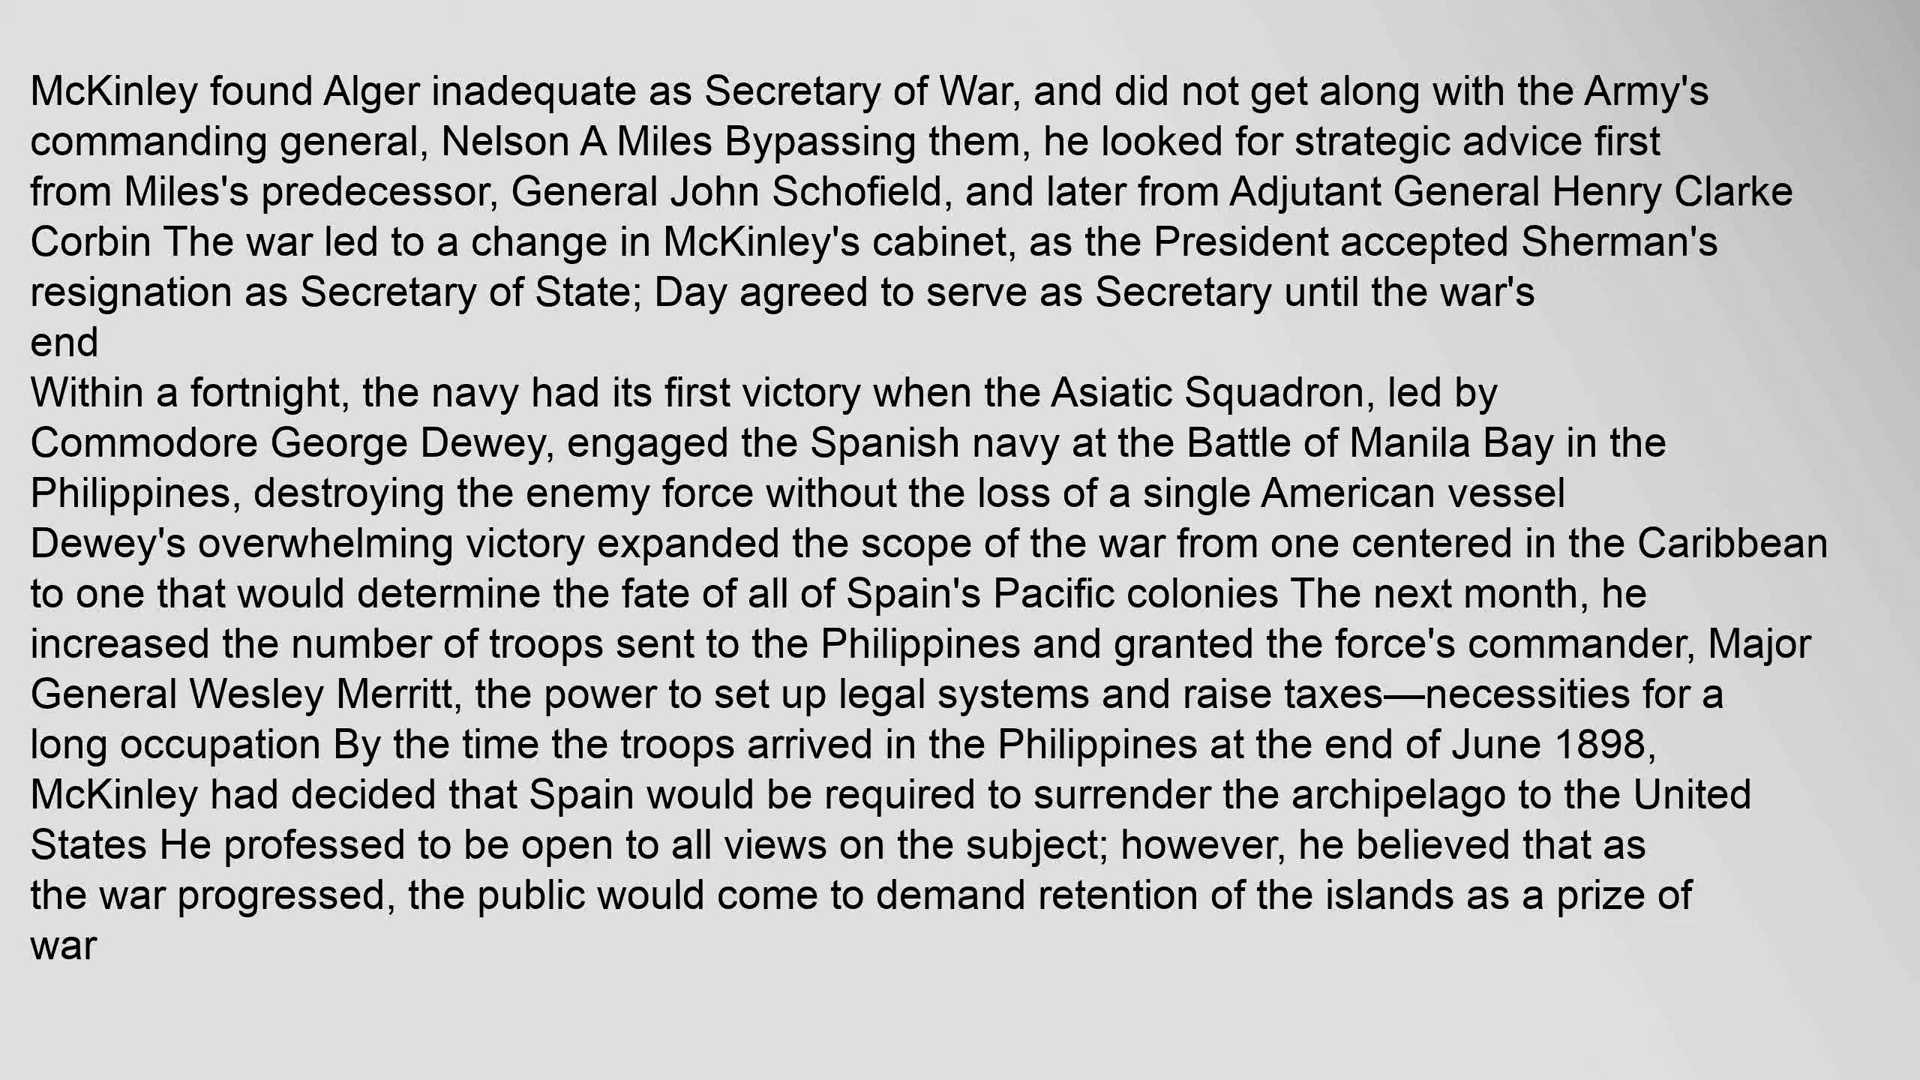 McKinley found Alger inadequate as Secretary of War, and did not get along with the Army's
commanding general, Nelson A Miles Bypassing them, he looked for strategic advice first
from Miles's predecessor, General John Schofield, and later from Adjutant General Henry Clarke
Corbin The war led to a change in McKinley's cabinet, as the President accepted Sherman's
resignation as Secretary of State; Day agreed to serve as Secretary until the war's
end
Within a fortnight, the navy had its first victory when the Asiatic Squadron, led by
Commodore George Dewey, engaged the Spanish navy at the Battle of Manila Bay in the
Philippines, destroying the enemy force without the loss of a single American vessel
Dewey's overwhelming victory expanded the scope of the war from one centered in the Caribbean
to one that would determine the fate of all of Spain's Pacific colonies The next month, he
increased the number of troops sent to the Philippines and granted the force's commander, Major
General Wesley Merritt, the power to set up legal systems and raise taxes—necessities for a
long occupation By the time the troops arrived in the Philippines at the end of June 1898,
McKinley had decided that Spain would be required to surrender the archipelago to the United
States He professed to be open to all views on the subject; however, he believed that as
the war progressed, the public would come to demand retention of the islands as a prize of
war